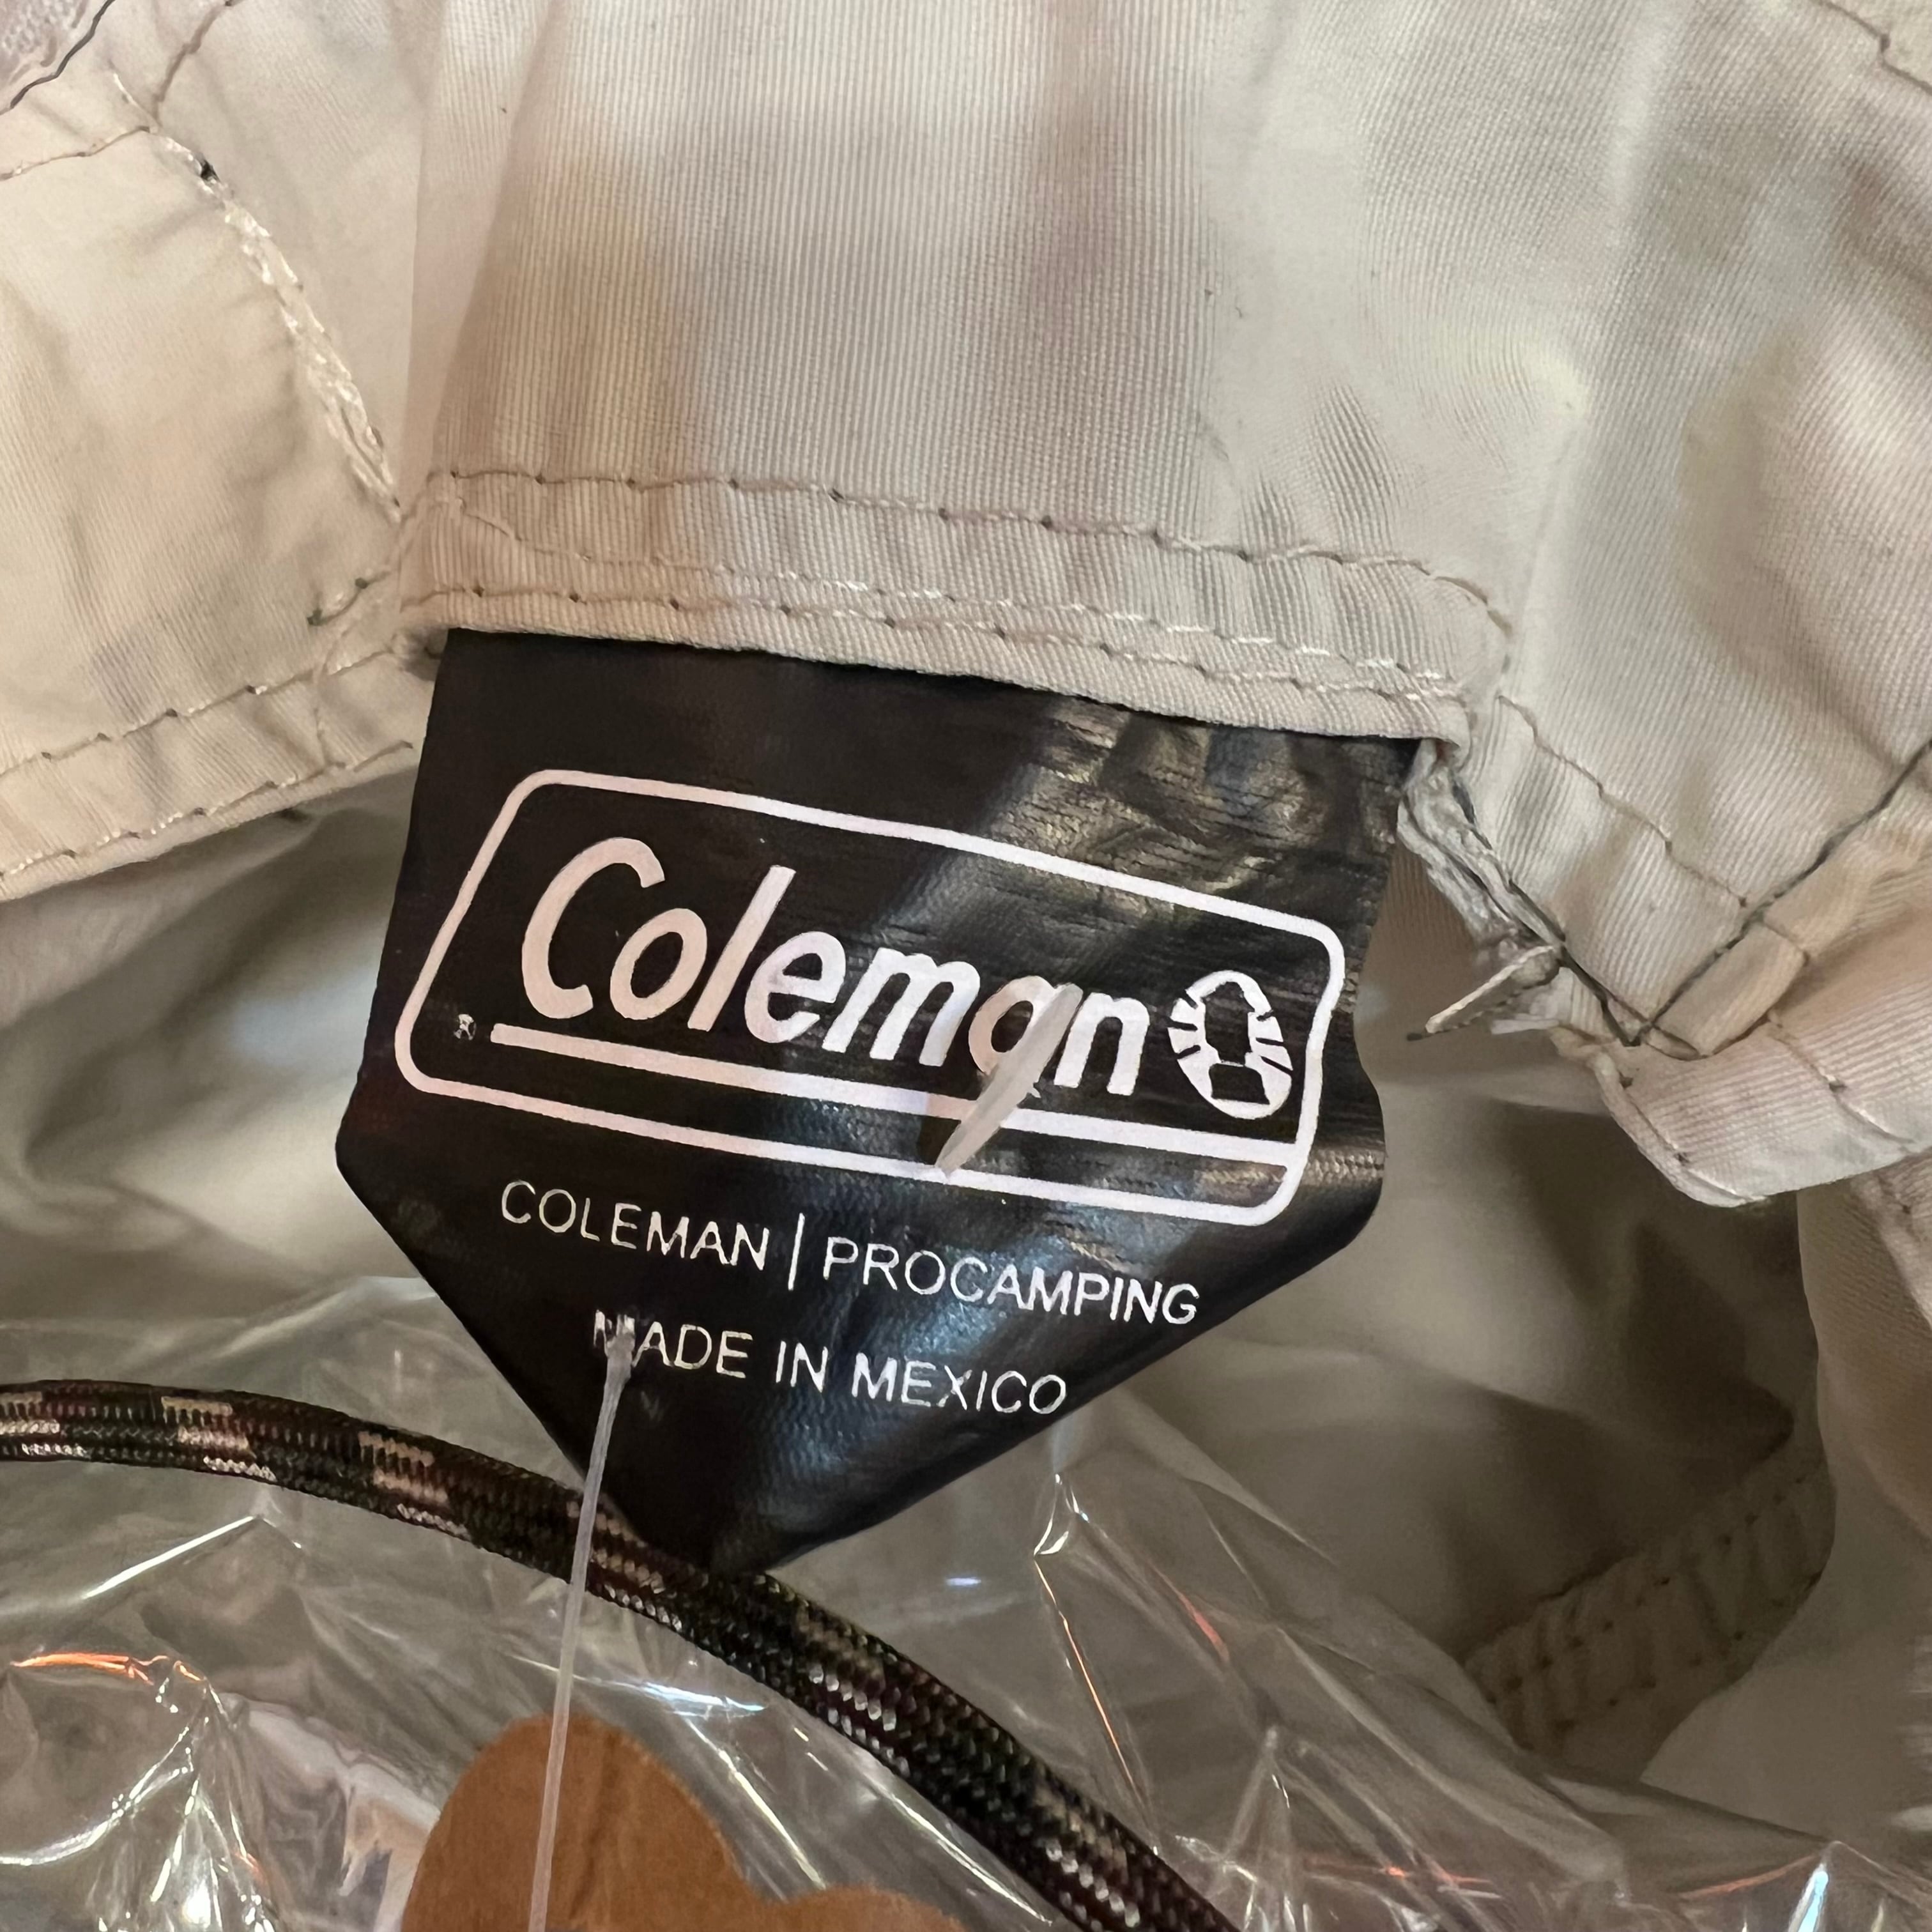 Coleman
®
COLEMAN | PROCAMPING
MADE IN MEXICO